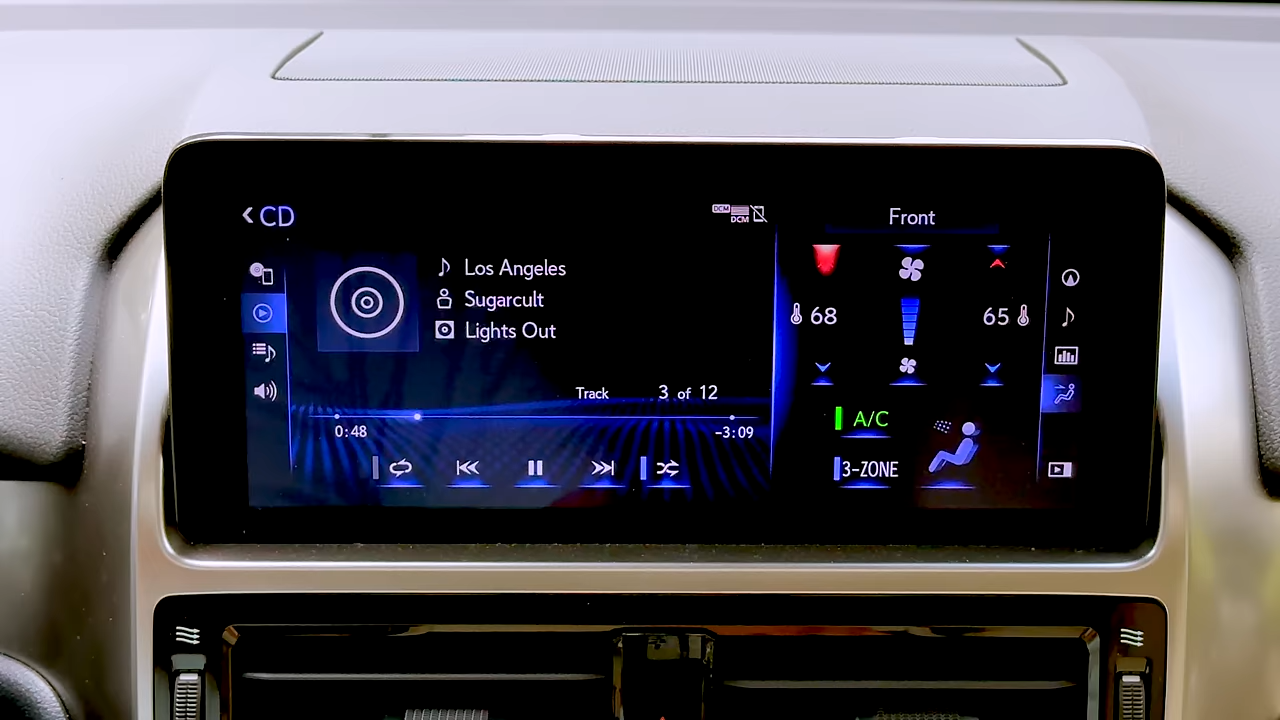 CD
DCM
DCM
Los Angeles
Sugarcult
Lights Out
Track 3 of 12
0:48
-3:09
Front
68
65
A/C
3-ZONE